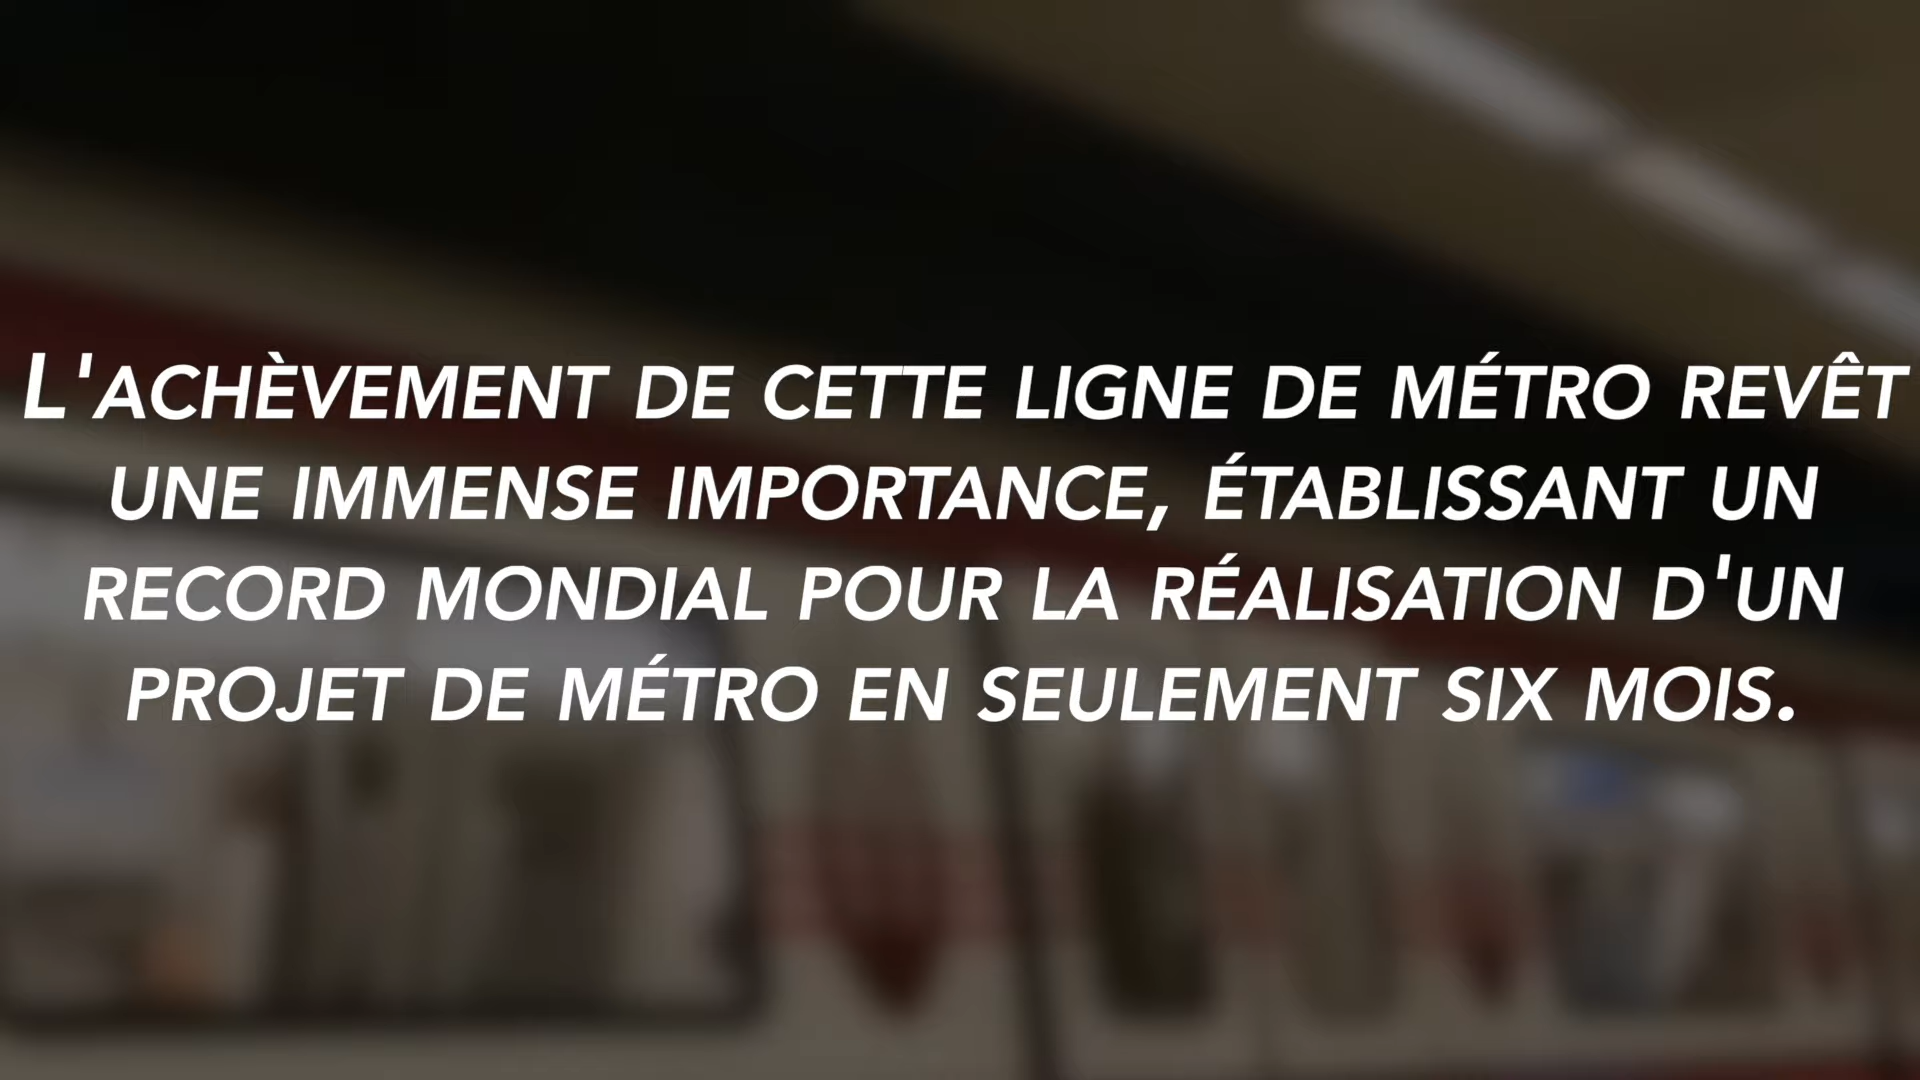 L'ACHÈVEMENT DE CETTE LIGNE DE MÉTRO REVÊT
UNE IMMENSE IMPORTANCE, ÉTABLISSANT UN
RECORD MONDIAL POUR LA RÉALISATION D'UN
PROJET DE MÉTRO EN SEULEMENT SIX MOIS.